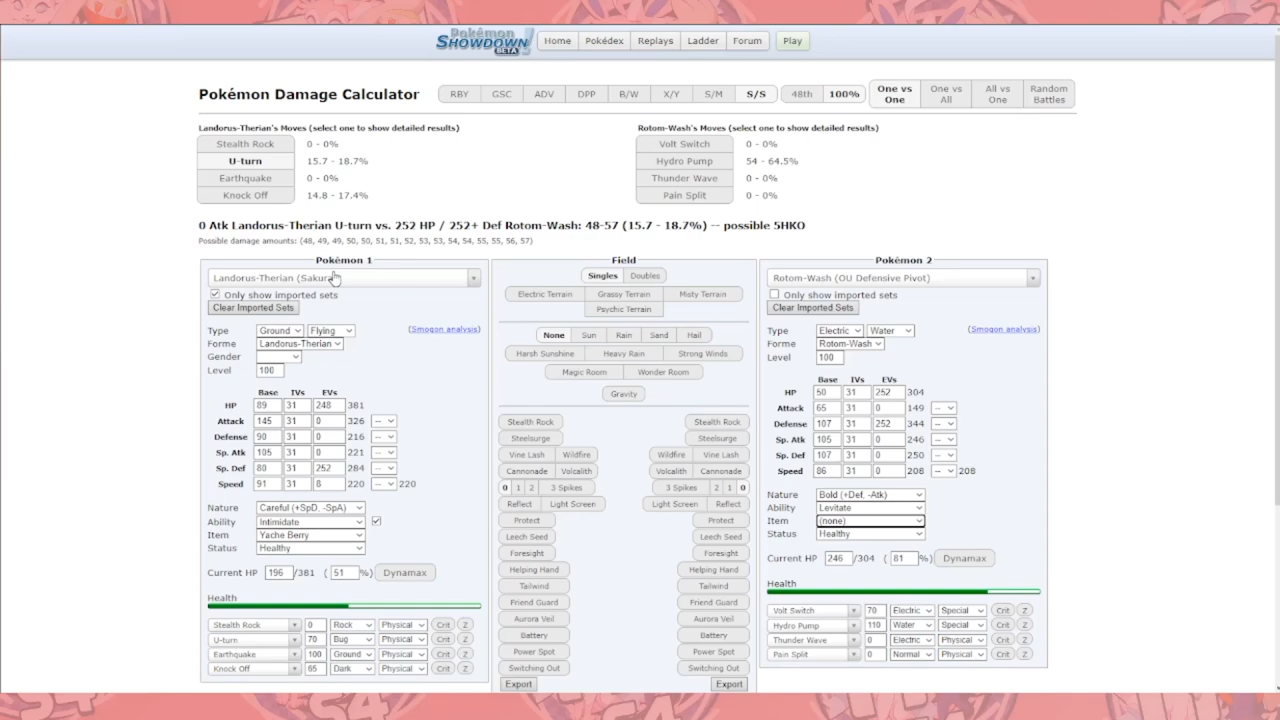 Pokémon SHOWDOWN! BETA Home Pokédex Replays Ladder Forum Play
Pokémon Damage Calculator RBY GSC ADV DPP B/W X/Y S/M S/S 48th 100% One vs One One vs All All vs One Random Battles
Landorus-Therian's Moves (select one to show detailed results)
Stealth Rock 0 - 0%
U-turn 15.7 - 18.7%
Earthquake 0 - 0%
Knock Off 14.8 - 17.4%
Rotom-Wash's Moves (select one to show detailed results)
Volt Switch 0 - 0%
Hydro Pump 54 - 64.5%
Thunder Wave 0 - 0%
Pain Split 0 - 0%
0 Atk Landorus-Therian U-turn vs. 252 HP / 252+ Def Rotom-Wash: 48-57 (15.7 - 18.7%) -- possible 5HKO
Possible damage amounts: (48, 49, 49, 50, 50, 51, 51, 52, 53, 53, 54, 54, 55, 55, 56, 57)
Pokémon 1
Landorus-Therian (Sakura
Only show imported sets
Clear Imported Sets
Type Ground Flying (Smogon analysis)
Forme Landorus-Therian
Gender
Level 100
Base IVs EVs
HP 89 31 248 381
Attack 145 31 0 326 --
Defense 90 31 0 216 --
Sp. Atk 105 31 0 221 --
Sp. Def 80 31 252 284 --
Speed 91 31 8 220 -- 220
Nature Careful (+SpD, -SpA)
Ability Intimidate
Item Yache Berry
Status Healthy
Current HP 196 /381 ( 51 %) Dynamax
Health
Stealth Rock 0 Rock Physical Crit Z
U-turn 70 Bug Physical Crit Z
Earthquake 100 Ground Physical Crit Z
Knock Off 65 Dark Physical Crit Z
Field
Singles Doubles
Electric Terrain Grassy Terrain Misty Terrain
Psychic Terrain
None Sun Rain Sand Hail
Harsh Sunshine Heavy Rain Strong Winds
Magic Room Wonder Room
Gravity
Stealth Rock Stealth Rock
Steelsurge Steelsurge
Vine Lash Wildfire Wildfire Vine Lash
Cannonade Volcalith Volcalith Cannonade
0 1 2 3 Spikes 3 Spikes 2 1 0
Reflect Light Screen Light Screen Reflect
Protect Protect
Leech Seed Leech Seed
Foresight Foresight
Helping Hand Helping Hand
Tailwind Tailwind
Friend Guard Friend Guard
Aurora Veil Aurora Veil
Battery Battery
Power Spot Power Spot
Switching Out Switching Out
Export Export
Pokémon 2
Rotom-Wash (OU Defensive Pivot)
Only show imported sets
Clear Imported Sets
Type Electric Water (Smogon analysis)
Forme Rotom-Wash
Level 100
Base IVs EVs
HP 50 31 252 304
Attack 65 31 0 149 --
Defense 107 31 252 344 --
Sp. Atk 105 31 0 246 --
Sp. Def 107 31 0 250 --
Speed 86 31 0 208 -- 208
Nature Bold (+Def, -Atk)
Ability Levitate
Item (none)
Status Healthy
Current HP 246 /304 ( 81 %) Dynamax
Health
Volt Switch 70 Electric Special Crit Z
Hydro Pump 110 Water Special Crit Z
Thunder Wave 0 Electric Physical Crit Z
Pain Split 0 Normal Physical Crit Z